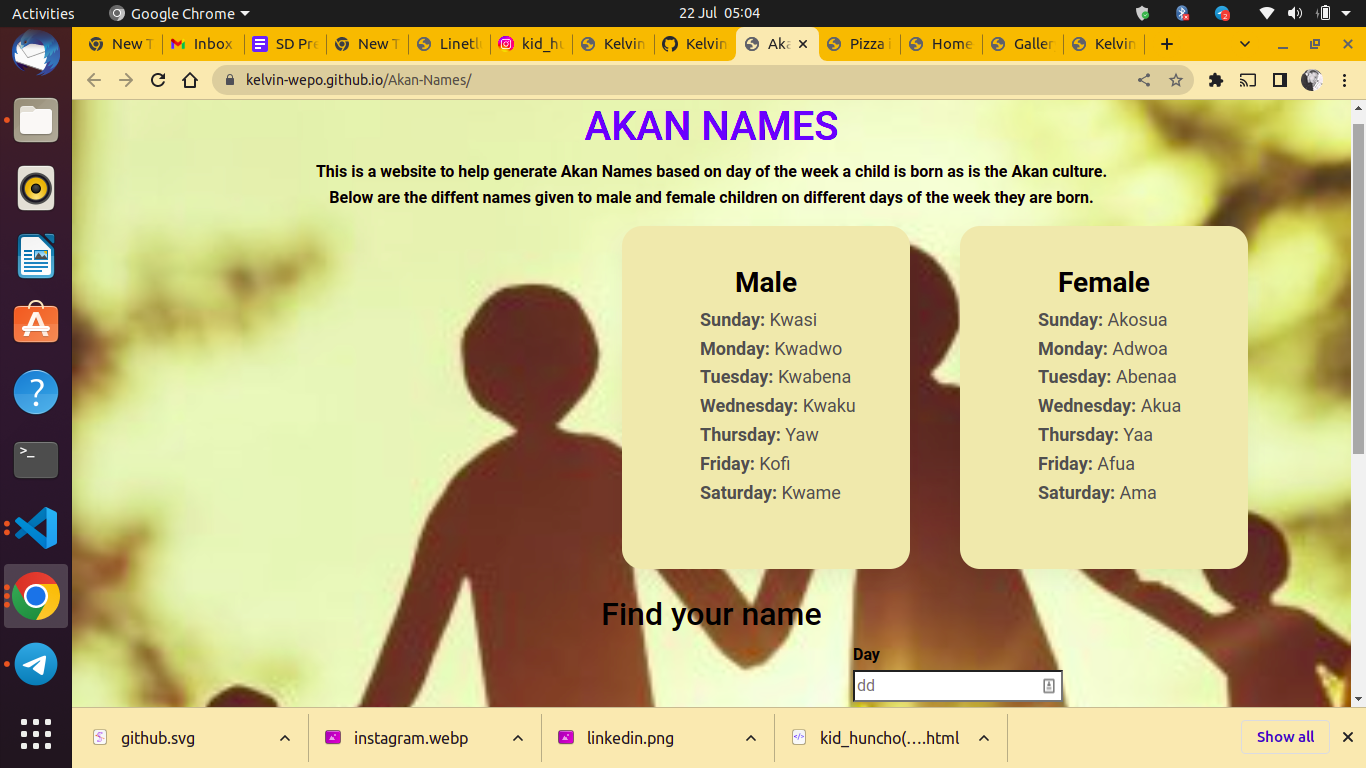 Activities
Google Chrome
22 Jul 05:04
2
New T
Inbox
SD Pre
New T
Linetl
kid_hu
Kelvin
Kelvin
Aka
Pizza i
Home
Galler
Kelvin
kelvin-wepo.github.io/Akan-Names/
AKAN NAMES
This is a website to help generate Akan Names based on day of the week a child is born as is the Akan culture.
Below are the diffent names given to male and female children on different days of the week they are born.
Male
Sunday: Kwasi
Monday: Kwadwo
Tuesday: Kwabena
Wednesday: Kwaku
Thursday: Yaw
Friday: Kofi
Saturday: Kwame
Female
Sunday: Akosua
Monday: Adwoa
Tuesday: Abenaa
Wednesday: Akua
Thursday: Yaa
Friday: Afua
Saturday: Ama
Find your name
Day
dd
github.svg
instagram.webp
linkedin.png
kid_huncho(....html
Show all